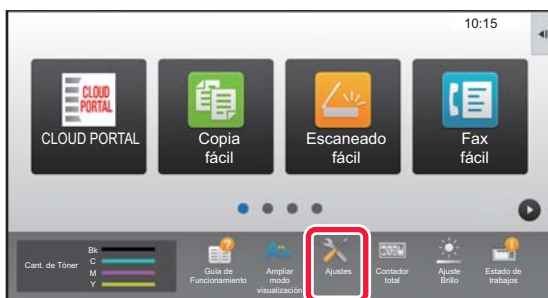 10:15
CLOUD
PORTAL
CLOUD PORTAL
Copia
fácil
Escaneado
fácil
Fax
fácil
Cant. de Tóner
Bk
C
M
Y
Guía de
Funcionamiento
Ampliar
modo
visualización
Ajustes
Contador
total
Ajuste
Brillo
Estado de
trabajos